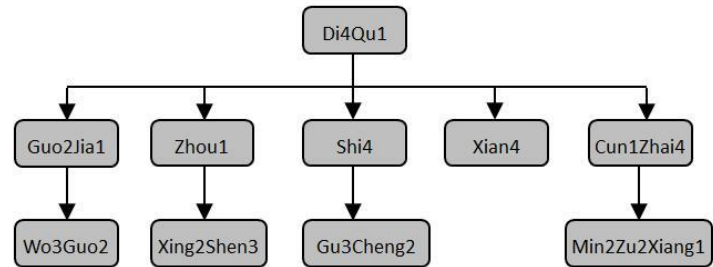 Di4Qu1
Guo2Jia1 Zhou1 Shi4 Xian4 Cun1Zhai4
Wo3Guo2 Xing2Shen3 Gu3Cheng2 Min2Zu2Xiang1